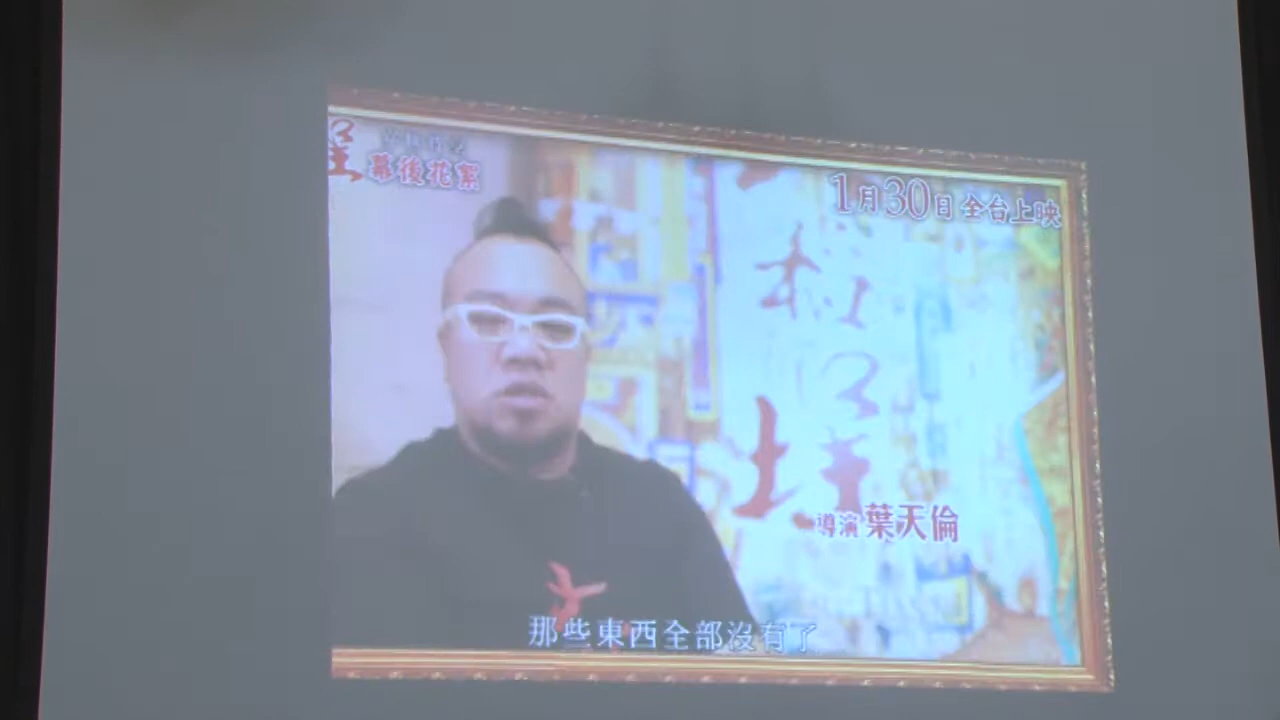 幕後花絮
1月30日 全台上映
導演 葉天倫
那些東西全部沒有了